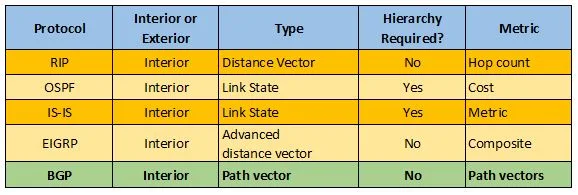 Protocol Interior or Exterior Type Hierarchy Required? Metric
RIP Interior Distance Vector No Hop count
OSPF Interior Link State Yes Cost
IS-IS Interior Link State Yes Metric
EIGRP Interior Advanced distance vector No Composite
BGP Interior Path vector No Path vectors